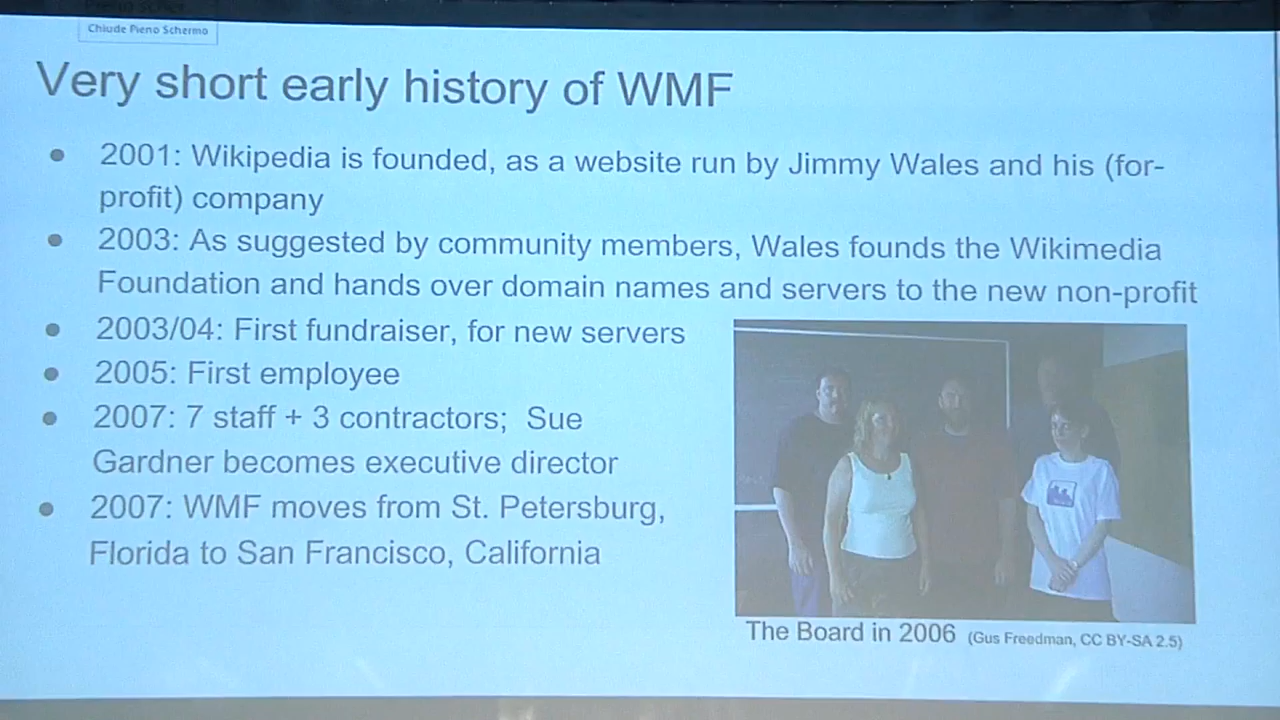 Chiude Pieno Schermo
Very short early history of WMF
● 2001: Wikipedia is founded, as a website run by Jimmy Wales and his (for-
profit) company
● 2003: As suggested by community members, Wales founds the Wikimedia
Foundation and hands over domain names and servers to the new non-profit
● 2003/04: First fundraiser, for new servers
● 2005: First employee
● 2007: 7 staff + 3 contractors; Sue
Gardner becomes executive director
● 2007: WMF moves from St. Petersburg,
Florida to San Francisco, California
The Board in 2006 (Gus Freedman, CC BY-SA 2.5)